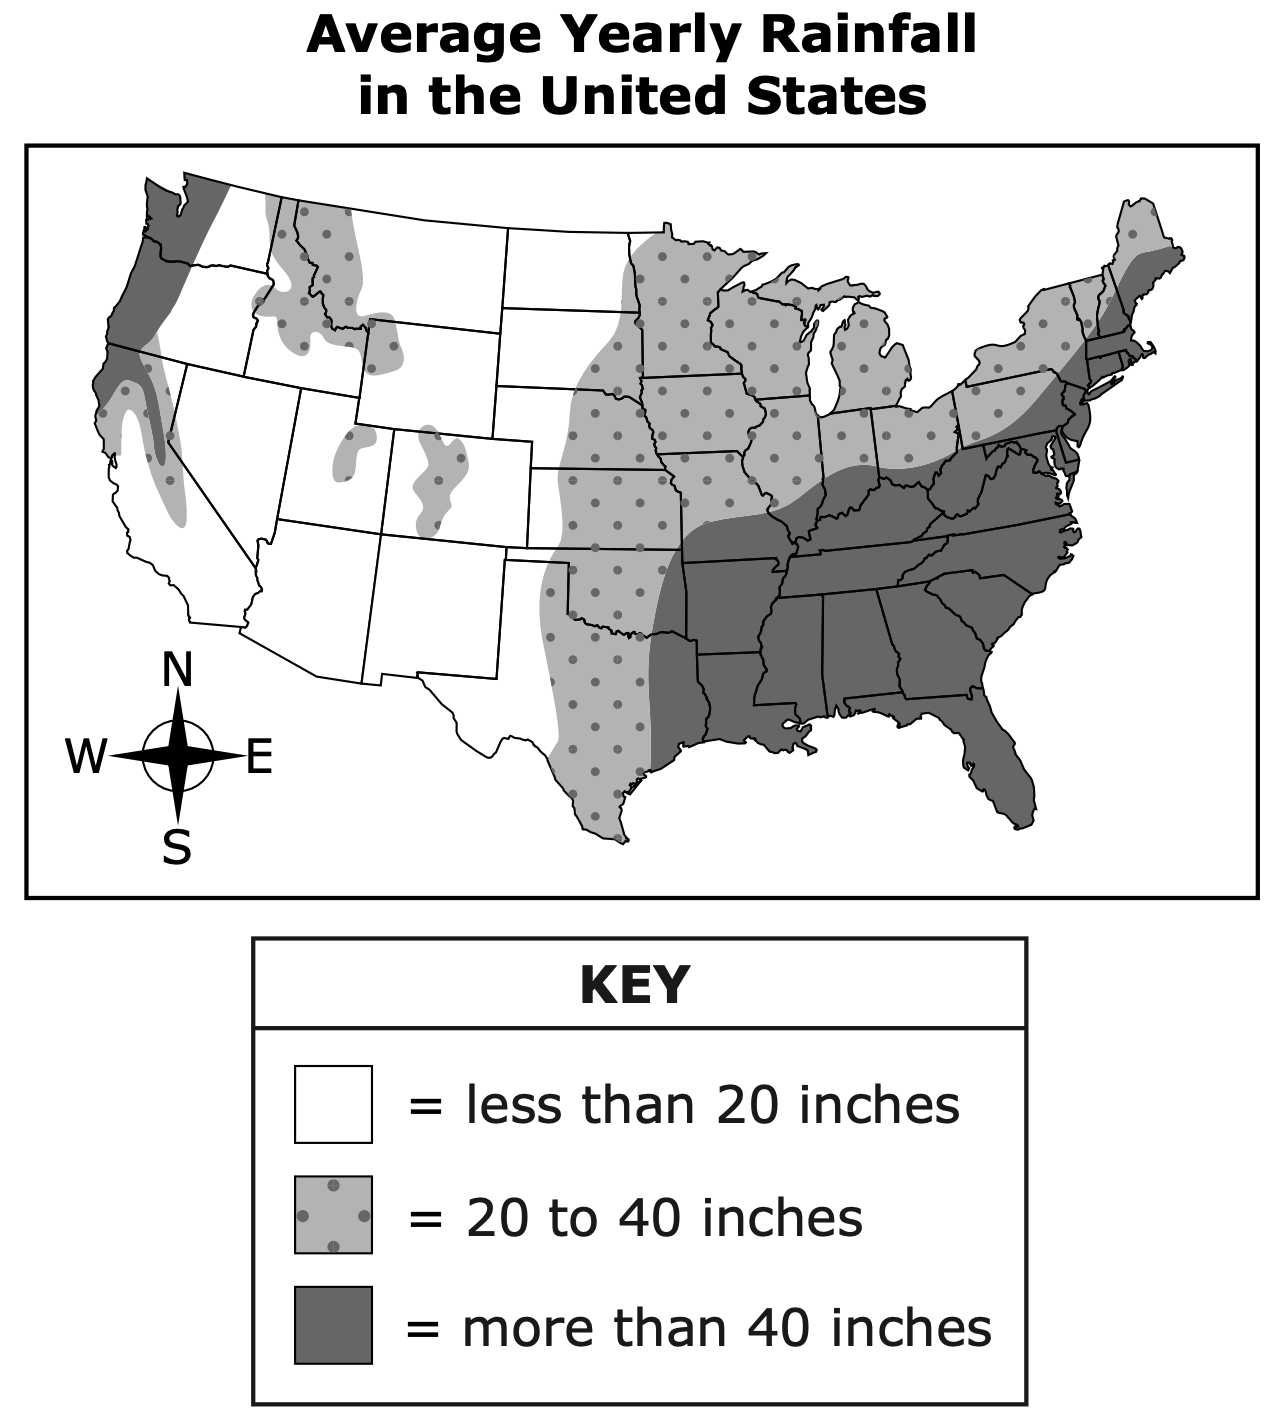 Average Yearly Rainfall
in the United States
N
W E
S
KEY
= less than 20 inches
= 20 to 40 inches
= more than 40 inches